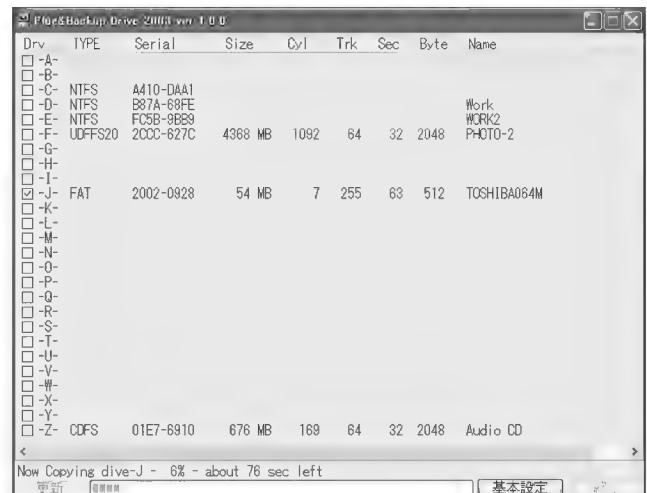 Plug&Backup Drive 2003 ver 1.0.0
Drv TYPE Serial Size Cyl Trk Sec Byte Name
-A-
-B-
-C- NTFS A410-DAA1
-D- NTFS B87A-68FE Work
-E- NTFS FC5B-9BB9 WORK2
-F- UDFFS20 2CCC-627C 4368 MB 1092 64 32 2048 PHOTO-2
-G-
-H-
-I-
-J- FAT 2002-0928 54 MB 7 255 63 512 TOSHIBA064M
-K-
-L-
-M-
-N-
-O-
-P-
-Q-
-R-
-S-
-T-
-U-
-V-
-W-
-X-
-Y-
-Z- CDFS 01E7-6910 676 MB 169 64 32 2048 Audio CD
Now Copying dive-J - 6% - about 76 sec left
更新 基本設定